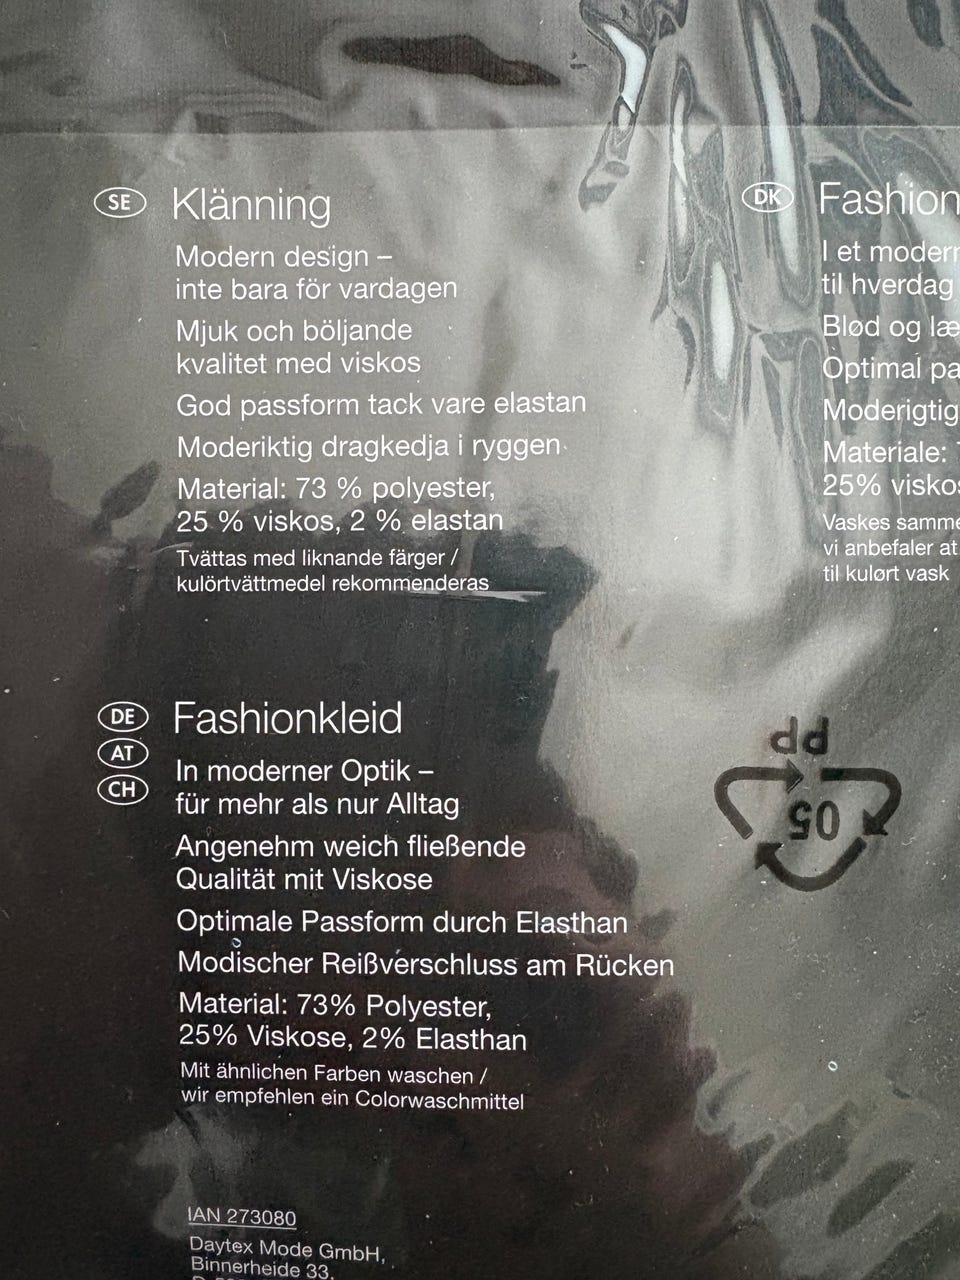 SE
Klänning
Modern design –
inte bara för vardagen
Mjuk och böljande
kvalitet med viskos
God passform tack vare elastan
Moderiktig dragkedja i ryggen
Material: 73 % polyester,
25 % viskos, 2 % elastan
Tvättas med liknande färger /
kulörtvättmedel rekommenderas
DK
Fashion
I et modern
til hverdag
Blød og læ
Optimal pa
Moderigtig
Materiale:
25% visko
Vaskes samme
vi anbefaler at
til kulørt vask
DE
AT
CH
Fashionkleid
In moderner Optik –
für mehr als nur Alltag
Angenehm weich fließende
Qualität mit Viskose
Optimale Passform durch Elasthan
Modischer Reißverschluss am Rücken
Material: 73% Polyester,
25% Viskose, 2% Elasthan
Mit ähnlichen Farben waschen /
wir empfehlen ein Colorwaschmittel
PP
05
IAN 273080
Daytex Mode GmbH,
Binnerheide 33,